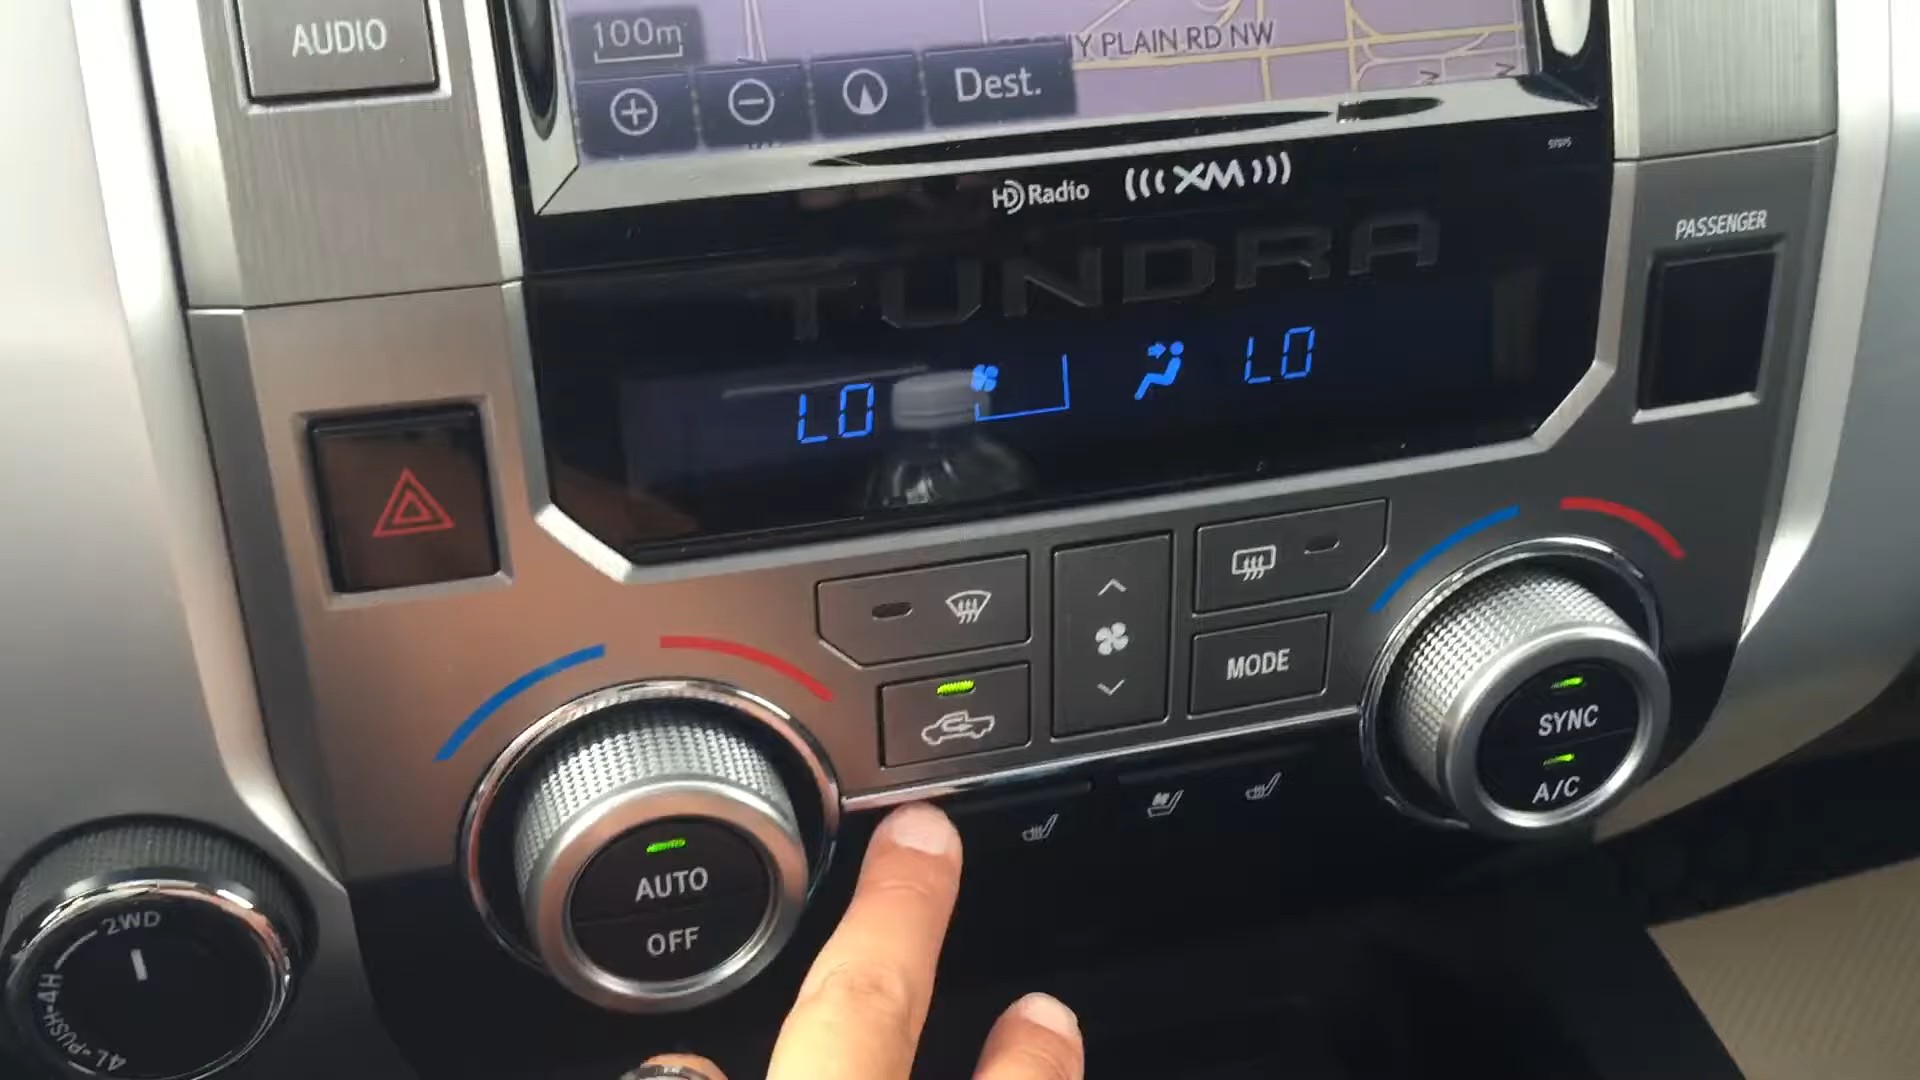 AUDIO
100m
Y PLAIN RD NW
Dest.
HD Radio
XM
57075
TUNDRA
PASSENGER
LO
LO
MODE
SYNC
A/C
AUTO
OFF
2WD
4L-PUSH-4H